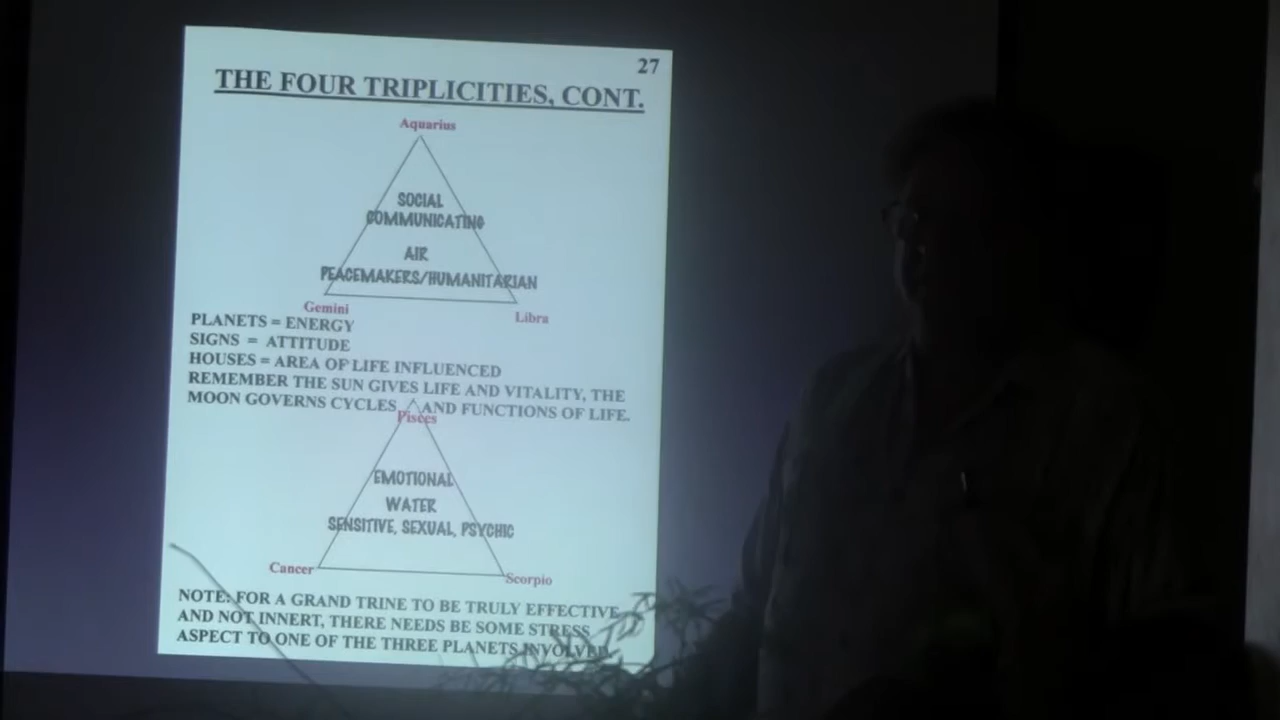 27
THE FOUR TRIPLICITIES, CONT.
Aquarius
SOCIAL
COMMUNICATING
AIR
PEACEMAKERS/HUMANITARIAN
Gemini
Libra
PLANETS = ENERGY
SIGNS = ATTITUDE
HOUSES = AREA OF LIFE INFLUENCED
REMEMBER THE SUN GIVES LIFE AND VITALITY, THE
MOON GOVERNS CYCLES AND FUNCTIONS OF LIFE.
Pisces
EMOTIONAL
WATER
SENSITIVE, SEXUAL, PSYCHIC
Cancer
Scorpio
NOTE: FOR A GRAND TRINE TO BE TRULY EFFECTIVE
AND NOT INNERT, THERE NEEDS BE SOME STRESS
ASPECT TO ONE OF THE THREE PLANETS INVOLVED.